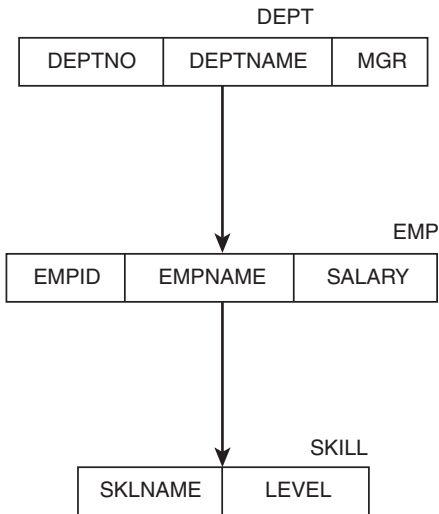 DEPT
DEPTNO DEPTNAME MGR
EMP
EMPID EMPNAME SALARY
SKILL
SKLNAME LEVEL